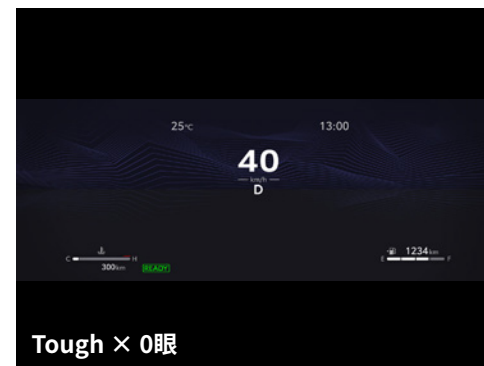 25℃ 13:00
40
km/h
D
C H
300km READY
1234km
E F
Tough × 0眼